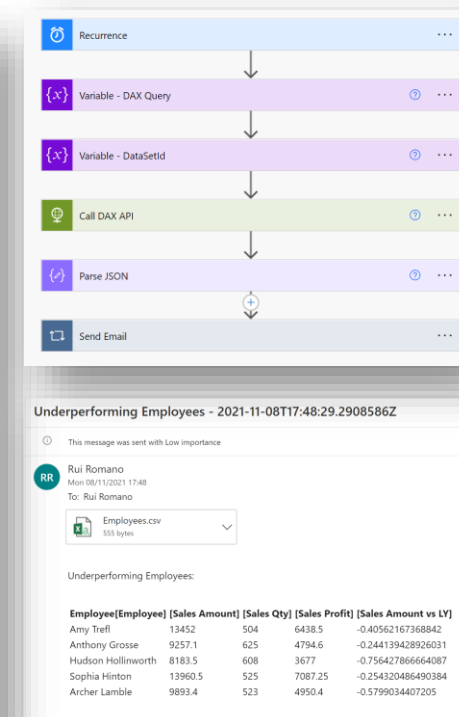 Recurrence ...
{x} Variable - DAX Query ? ...
{x} Variable - DataSetId ? ...
Call DAX API ? ...
Parse JSON ? ...
+
Send Email ...
Underperforming Employees - 2021-11-08T17:48:29.2908586Z
This message was sent with Low importance
RR Rui Romano
Mon 08/11/2021 17:48
To: Rui Romano
Employees.csv
555 bytes
Underperforming Employees:
Employee[Employee] [Sales Amount] [Sales Qty] [Sales Profit] [Sales Amount vs LY]
Amy Trefl 13452 504 6438.5 -0.40562167368842
Anthony Grosse 9257.1 625 4794.6 -0.244139428926031
Hudson Hollinworth 8183.5 608 3677 -0.756427866664087
Sophia Hinton 13960.5 525 7087.25 -0.254320486490384
Archer Lamble 9893.4 523 4950.4 -0.5799034407205